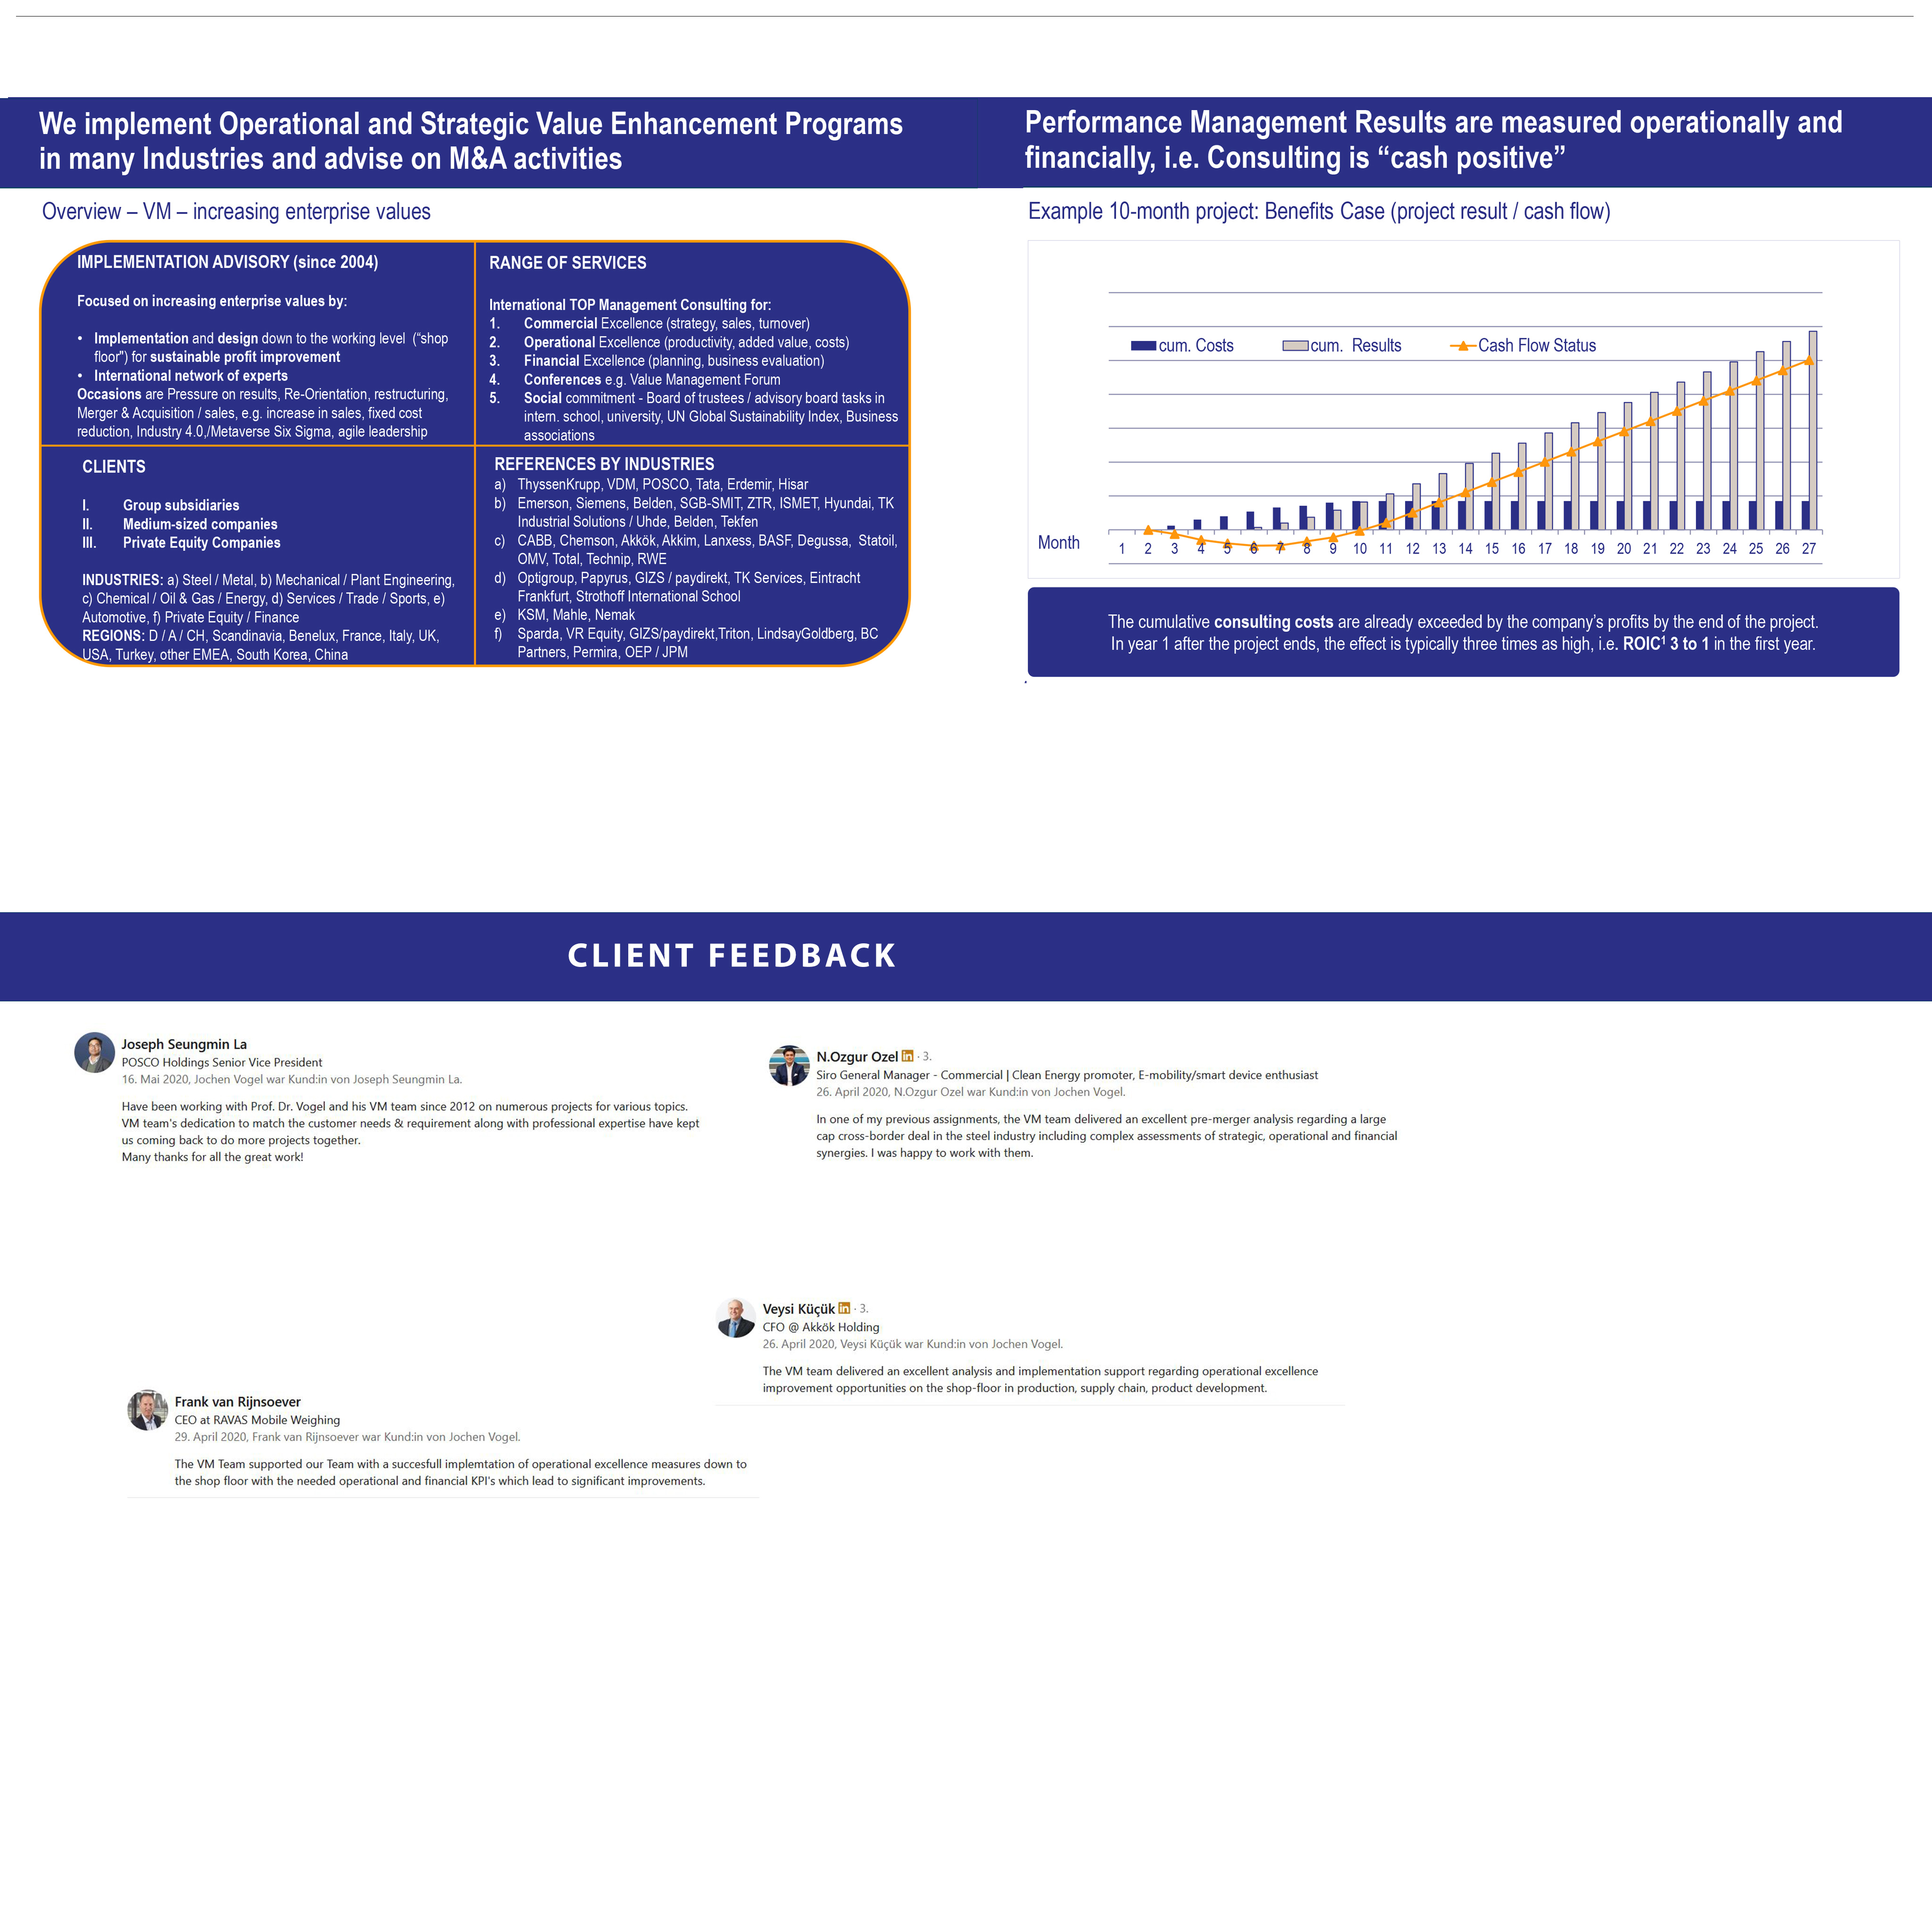 We implement Operational and Strategic Value Enhancement Programs
in many Industries and advise on M&A activities
Overview – VM – increasing enterprise values
IMPLEMENTATION ADVISORY (since 2004)
Focused on increasing enterprise values by:
• Implementation and design down to the working level ("shop
floor") for sustainable profit improvement
• International network of experts
Occasions are Pressure on results, Re-Orientation, restructuring,
Merger & Acquisition / sales, e.g. increase in sales, fixed cost
reduction, Industry 4.0,/Metaverse Six Sigma, agile leadership
RANGE OF SERVICES
International TOP Management Consulting for:
1. Commercial Excellence (strategy, sales, turnover)
2. Operational Excellence (productivity, added value, costs)
3. Financial Excellence (planning, business evaluation)
4. Conferences e.g. Value Management Forum
5. Social commitment - Board of trustees / advisory board tasks in
intern. school, university, UN Global Sustainability Index, Business
associations
CLIENTS
I. Group subsidiaries
II. Medium-sized companies
III. Private Equity Companies
INDUSTRIES: a) Steel / Metal, b) Mechanical / Plant Engineering,
c) Chemical / Oil & Gas / Energy, d) Services / Trade / Sports, e)
Automotive, f) Private Equity / Finance
REGIONS: D / A / CH, Scandinavia, Benelux, France, Italy, UK,
USA, Turkey, other EMEA, South Korea, China
REFERENCES BY INDUSTRIES
a) ThyssenKrupp, VDM, POSCO, Tata, Erdemir, Hisar
b) Emerson, Siemens, Belden, SGB-SMIT, ZTR, ISMET, Hyundai, TK
Industrial Solutions / Uhde, Belden, Tekfen
c) CABB, Chemson, Akkök, Akkim, Lanxess, BASF, Degussa, Statoil,
OMV, Total, Technip, RWE
d) Optigroup, Papyrus, GIZS / paydirekt, TK Services, Eintracht
Frankfurt, Strothoff International School
e) KSM, Mahle, Nemak
f) Sparda, VR Equity, GIZS/paydirekt,Triton, LindsayGoldberg, BC
Partners, Permira, OEP / JPM
Performance Management Results are measured operationally and
financially, i.e. Consulting is “cash positive”
Example 10-month project: Benefits Case (project result / cash flow)
cum. Costs cum. Results Cash Flow Status
Month 1 2 3 4 5 6 7 8 9 10 11 12 13 14 15 16 17 18 19 20 21 22 23 24 25 26 27
The cumulative consulting costs are already exceeded by the company’s profits by the end of the project.
In year 1 after the project ends, the effect is typically three times as high, i.e. ROIC¹ 3 to 1 in the first year.
CLIENT FEEDBACK
Joseph Seungmin La
POSCO Holdings Senior Vice President
16. Mai 2020, Jochen Vogel war Kund:in von Joseph Seungmin La.
Have been working with Prof. Dr. Vogel and his VM team since 2012 on numerous projects for various topics.
VM team's dedication to match the customer needs & requirement along with professional expertise have kept
us coming back to do more projects together.
Many thanks for all the great work!
N.Ozgur Ozel in · 3.
Siro General Manager - Commercial | Clean Energy promoter, E-mobility/smart device enthusiast
26. April 2020, N.Ozgur Ozel war Kund:in von Jochen Vogel.
In one of my previous assignments, the VM team delivered an excellent pre-merger analysis regarding a large
cap cross-border deal in the steel industry including complex assessments of strategic, operational and financial
synergies. I was happy to work with them.
Veysi Küçük in · 3.
CFO @ Akkök Holding
26. April 2020, Veysi Küçük war Kund:in von Jochen Vogel.
The VM team delivered an excellent analysis and implementation support regarding operational excellence
improvement opportunities on the shop-floor in production, supply chain, product development.
Frank van Rijnsoever
CEO at RAVAS Mobile Weighing
29. April 2020, Frank van Rijnsoever war Kund:in von Jochen Vogel.
The VM Team supported our Team with a succesfull implemtation of operational excellence measures down to
the shop floor with the needed operational and financial KPI's which lead to significant improvements.